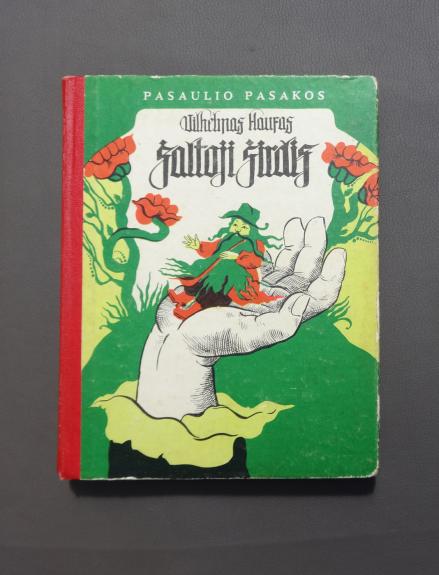 PASAULIO PASAKOS
Vilhelmas Haufas
Šaltoji širdis